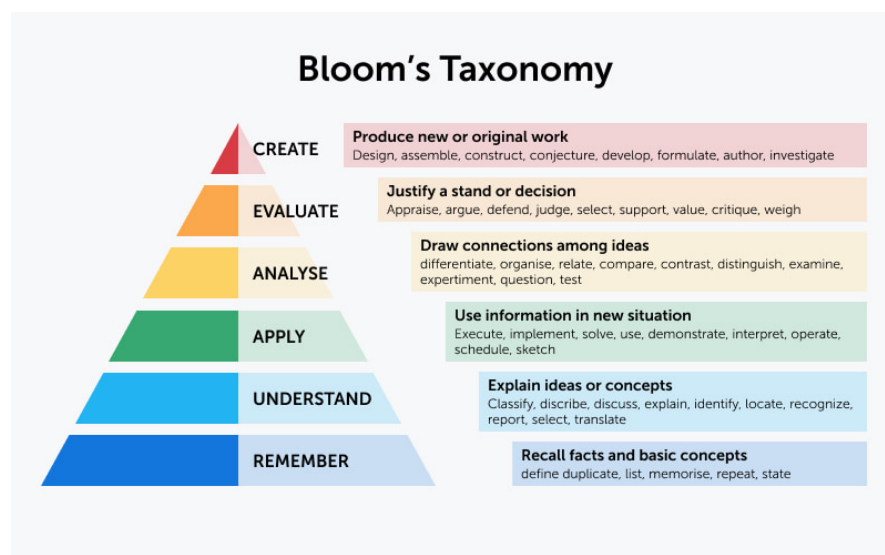 Bloom's Taxonomy
CREATE
Produce new or original work
Design, assemble, construct, conjecture, develop, formulate, author, investigate
EVALUATE
Justify a stand or decision
Appraise, argue, defend, judge, select, support, value, critique, weigh
ANALYSE
Draw connections among ideas
differentiate, organise, relate, compare, contrast, distinguish, examine,
expertiment, question, test
APPLY
Use information in new situation
Execute, implement, solve, use, demonstrate, interpret, operate,
schedule, sketch
UNDERSTAND
Explain ideas or concepts
Classify, discribe, discuss, explain, identify, locate, recognize,
report, select, translate
REMEMBER
Recall facts and basic concepts
define duplicate, list, memorise, repeat, state